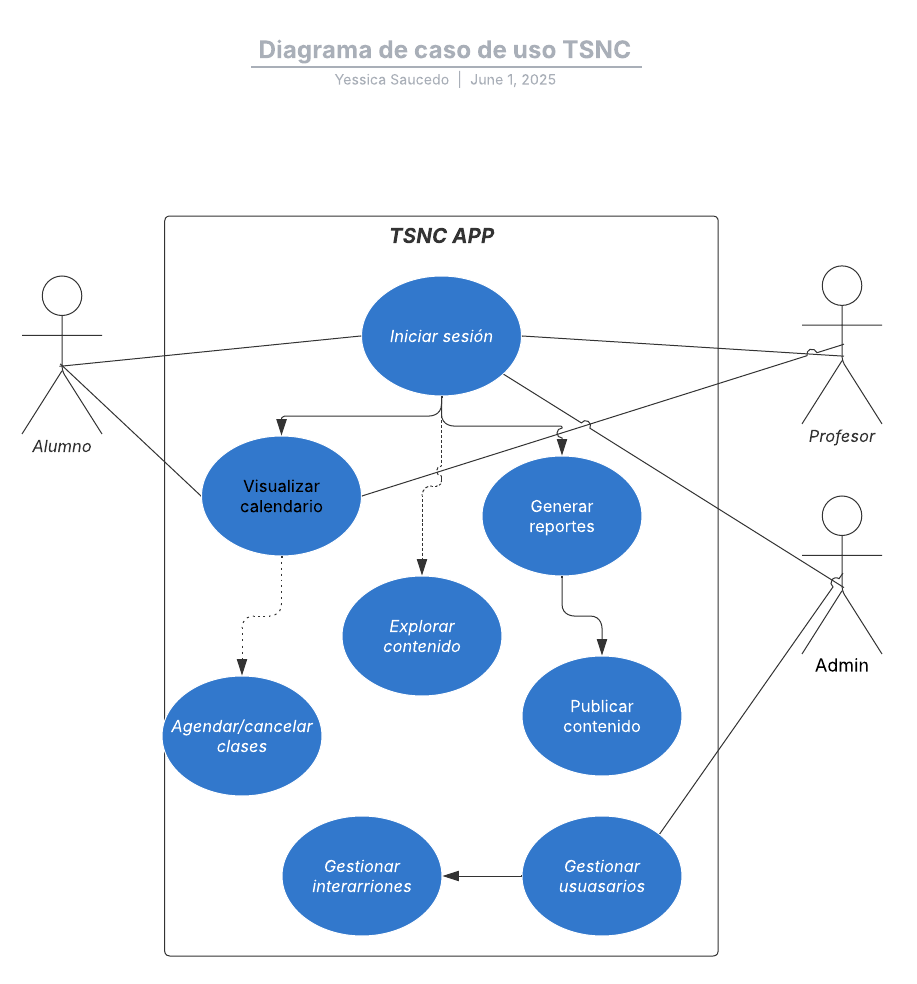 Diagrama de caso de uso TSNC
Yessica Saucedo | June 1, 2025
TSNC APP
Iniciar sesión
Alumno
Profesor
Visualizar
calendario
Generar
reportes
Explorar
contenido
Admin
Agendar/cancelar
clases
Publicar
contenido
Gestionar
interarriones
Gestionar
usuasarios